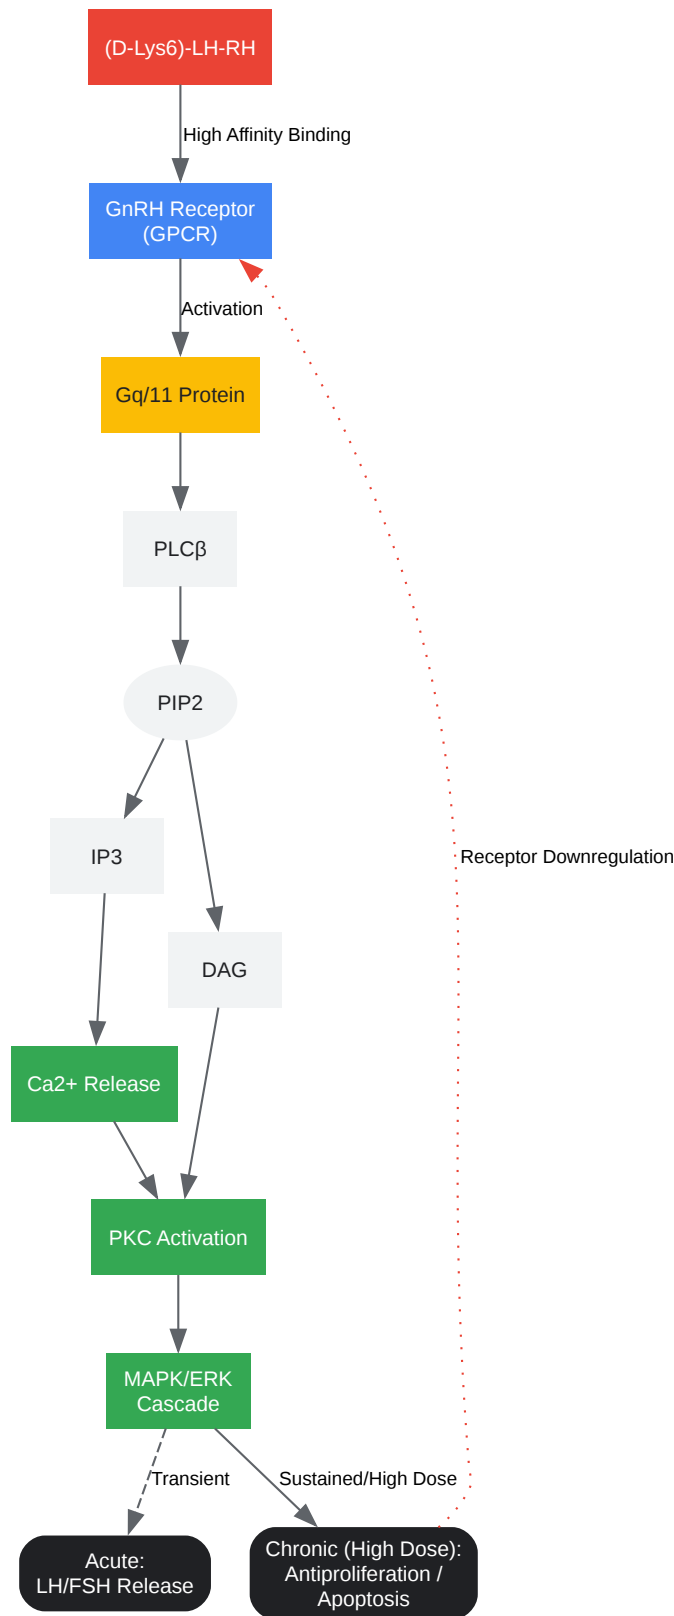 (D-Lys6)-LH-RH
High Affinity Binding
GnRH Receptor
(GPCR)
Activation
Gq/11 Protein
PLCβ
PIP2
IP3
Receptor Downregulation
DAG
Ca2+ Release
PKC Activation
MAPK/ERK
Cascade
Transient
Sustained/High Dose
Acute:
LH/FSH Release
Chronic (High Dose):
Antiproliferation /
Apoptosis